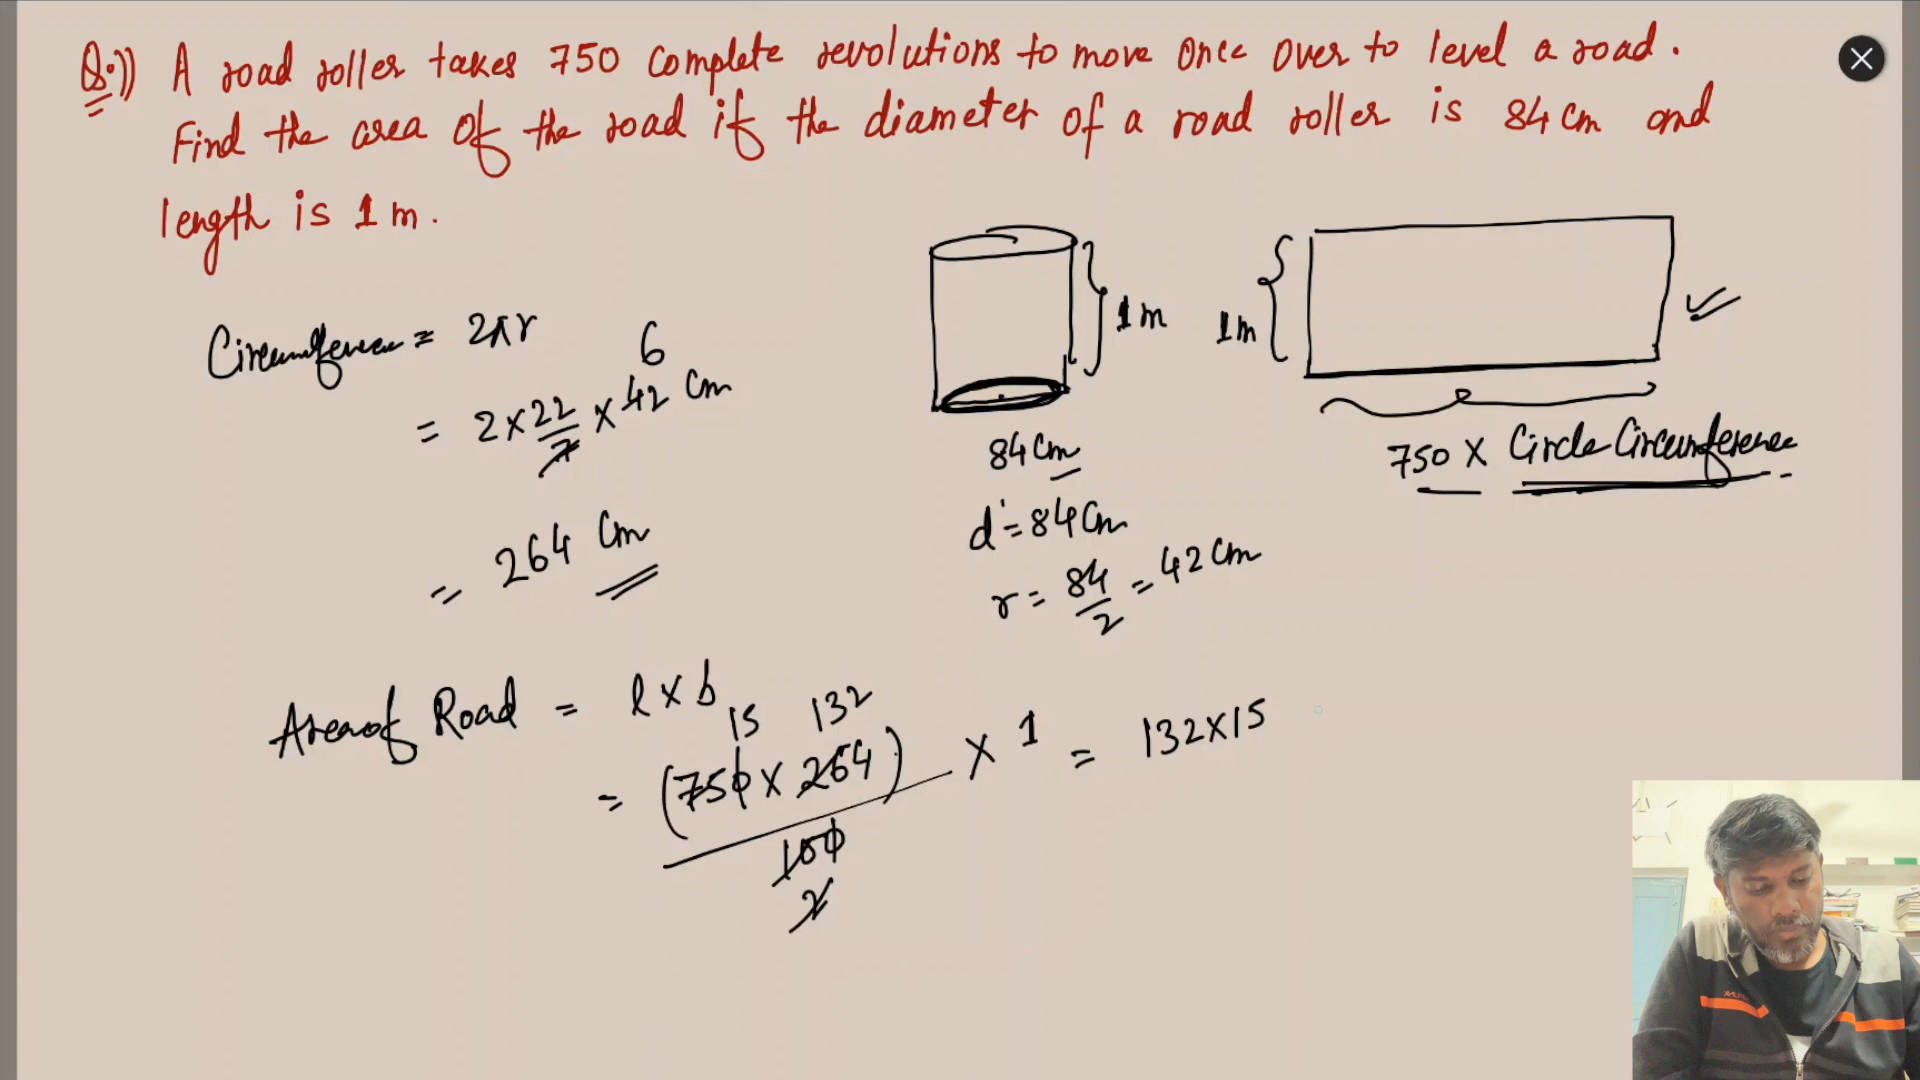 Q.)) A road roller takes 750 complete revolutions to move once over to level a road.
Find the area of the road if the diameter of a road roller is 84 cm and
length is 1 m.
1 m
1 m
84 cm
750 × Circle Circumference
d = 84 cm
r = 84/2 = 42 cm
Circumference = 2πr
6
= 2 × 22/7 × 42 cm
= 264 cm
Area of Road = l × b
15 132
= (750 × 264)/100 × 1 = 132 × 15
2